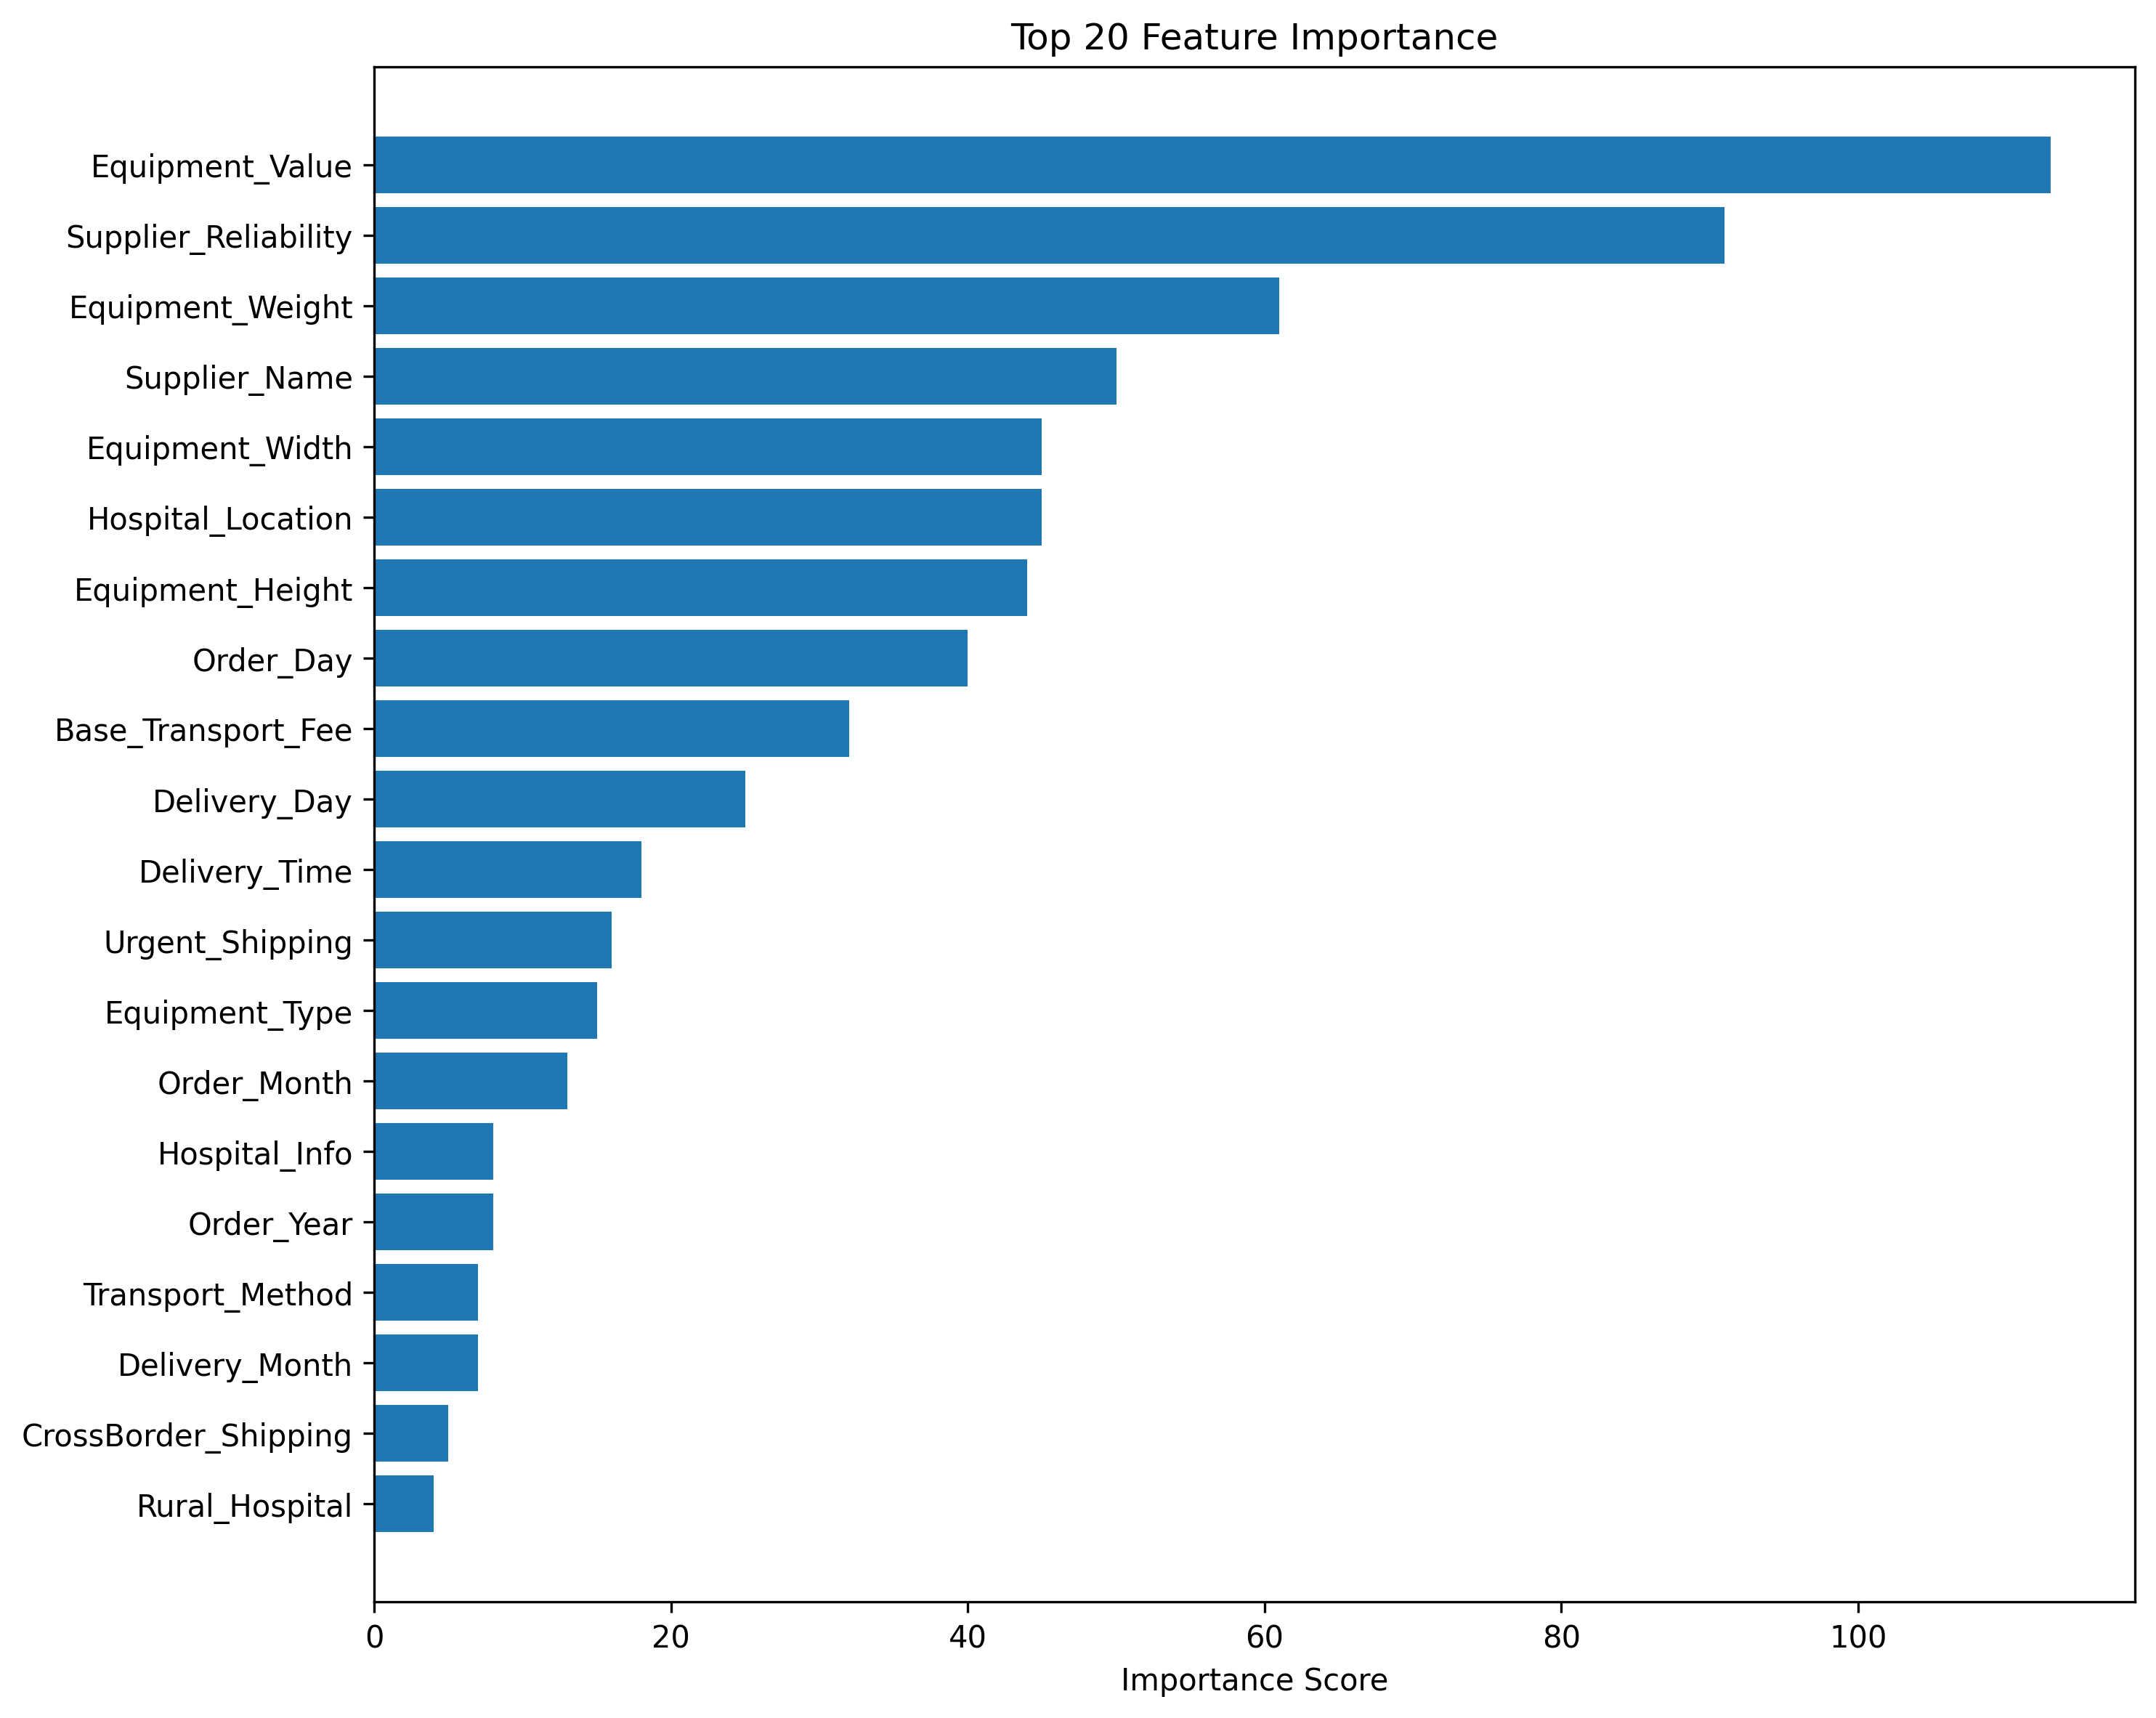 Top 20 Feature Importance
Equipment_Value
Supplier_Reliability
Equipment_Weight
Supplier_Name
Equipment_Width
Hospital_Location
Equipment_Height
Order_Day
Base_Transport_Fee
Delivery_Day
Delivery_Time
Urgent_Shipping
Equipment_Type
Order_Month
Hospital_Info
Order_Year
Transport_Method
Delivery_Month
CrossBorder_Shipping
Rural_Hospital
0 20 40 60 80 100
Importance Score